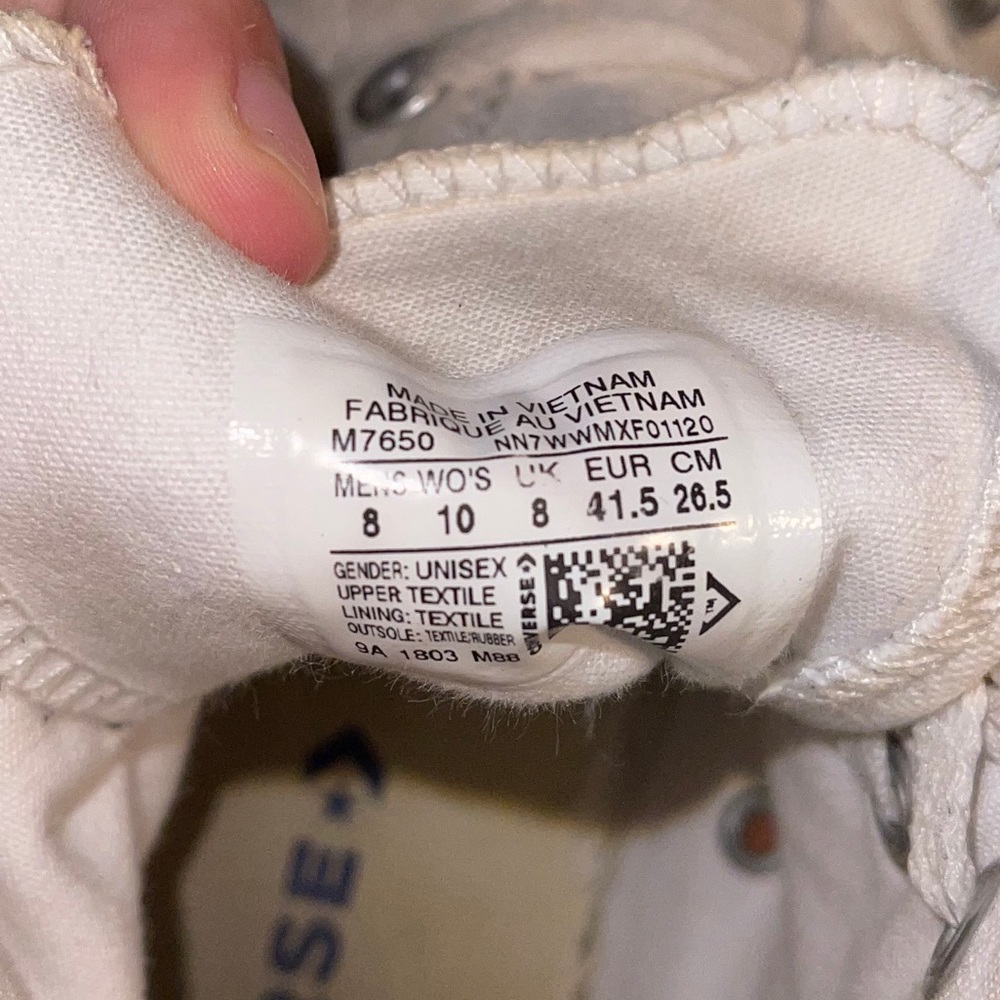 MADE IN VIETNAM
FABRIQUE AU VIETNAM
M7650 NN7WWMXF01120
MENS WO'S UK EUR CM
8 10 8 41.5 26.5
GENDER: UNISEX
UPPER TEXTILE
LINING: TEXTILE
OUTSOLE: TEXTILE/RUBBER
9A 1803 M88
CONVERSE
RSE